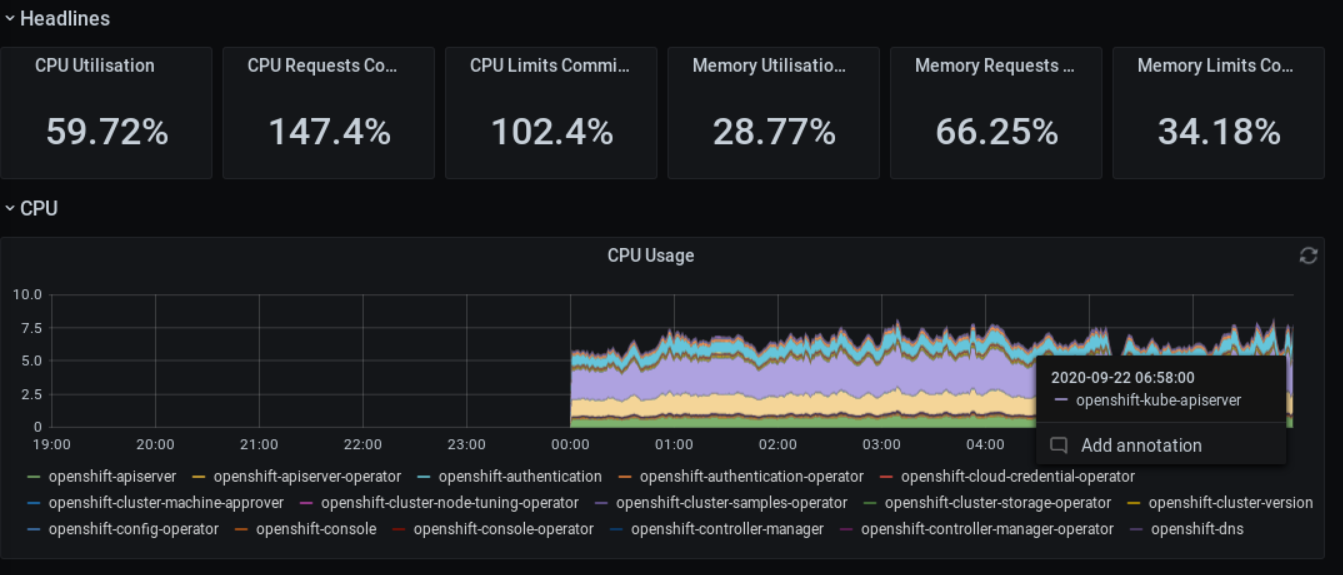 Headlines
CPU Utilisation CPU Requests Co... CPU Limits Commi... Memory Utilisatio... Memory Requests ... Memory Limits Co...
59.72% 147.4% 102.4% 28.77% 66.25% 34.18%
CPU
CPU Usage
10.0
7.5
5.0
2.5
0
19:00 20:00 21:00 22:00 23:00 00:00 01:00 02:00 03:00 04:00
2020-09-22 06:58:00
openshift-kube-apiserver
Add annotation
openshift-apiserver openshift-apiserver-operator openshift-authentication openshift-authentication-operator openshift-cloud-credential-operator
openshift-cluster-machine-approver openshift-cluster-node-tuning-operator openshift-cluster-samples-operator openshift-cluster-storage-operator openshift-cluster-version
openshift-config-operator openshift-console openshift-console-operator openshift-controller-manager openshift-controller-manager-operator openshift-dns